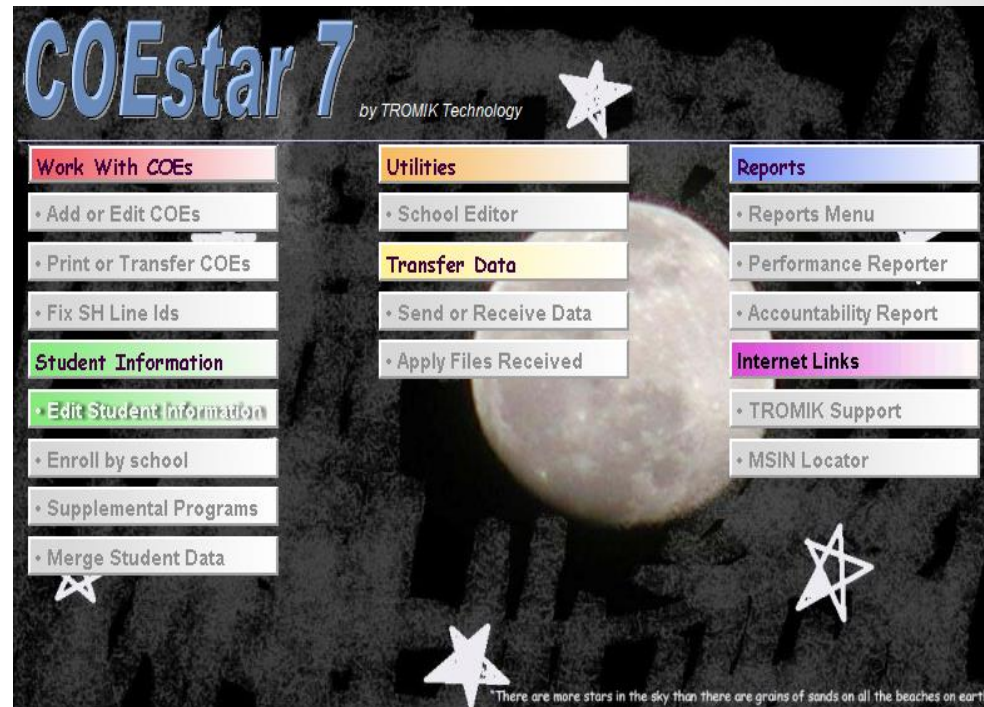 COEstar 7
by TROMIK Technology
Work With COEs
• Add or Edit COEs
• Print or Transfer COEs
• Fix SH Line Ids
Student Information
• Edit Student Information
• Enroll by school
• Supplemental Programs
• Merge Student Data
Utilities
• School Editor
Transfer Data
• Send or Receive Data
• Apply Files Received
Reports
• Reports Menu
• Performance Reporter
• Accountability Report
Internet Links
• TROMIK Support
• MSIN Locator
"There are more stars in the sky than there are grains of sands on all the beaches on eart